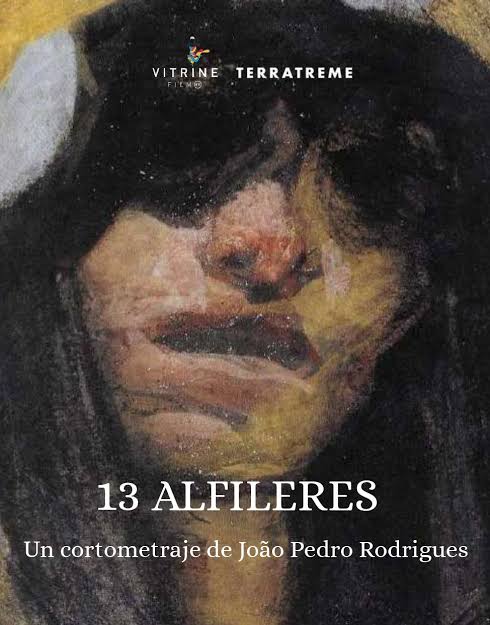 VITRINE TERRATREME
FILMES
13 ALFILERES
Un cortometraje de João Pedro Rodrigues